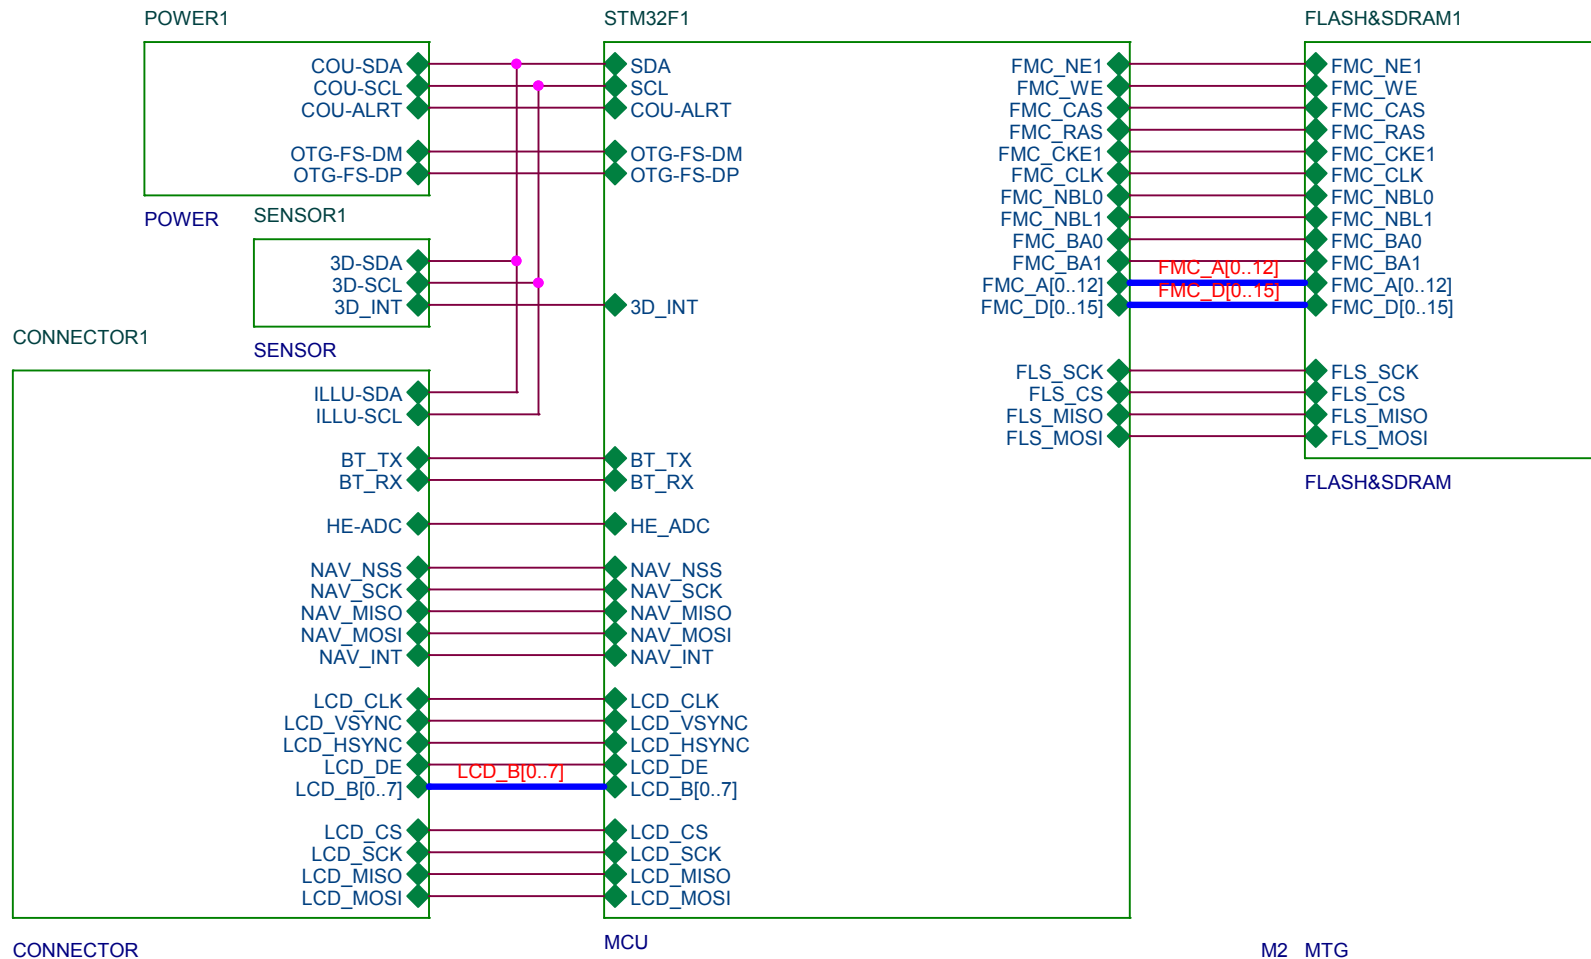 POWER1
COU-SDA
COU-SCL
COU-ALRT
OTG-FS-DM
OTG-FS-DP
POWER
SENSOR1
3D-SDA
3D-SCL
3D_INT
SENSOR
CONNECTOR1
ILLU-SDA
ILLU-SCL
BT_TX
BT_RX
HE-ADC
NAV_NSS
NAV_SCK
NAV_MISO
NAV_MOSI
NAV_INT
LCD_CLK
LCD_VSYNC
LCD_HSYNC
LCD_DE
LCD_B[0..7]
LCD_CS
LCD_SCK
LCD_MISO
LCD_MOSI
CONNECTOR
LCD_B[0..7]
STM32F1
SDA
SCL
COU-ALRT
OTG-FS-DM
OTG-FS-DP
3D_INT
BT_TX
BT_RX
HE_ADC
NAV_NSS
NAV_SCK
NAV_MISO
NAV_MOSI
NAV_INT
LCD_CLK
LCD_VSYNC
LCD_HSYNC
LCD_DE
LCD_B[0..7]
LCD_CS
LCD_SCK
LCD_MISO
LCD_MOSI
MCU
FMC_NE1
FMC_WE
FMC_CAS
FMC_RAS
FMC_CKE1
FMC_CLK
FMC_NBL0
FMC_NBL1
FMC_BA0
FMC_BA1
FMC_A[0..12]
FMC_D[0..15]
FLS_SCK
FLS_CS
FLS_MISO
FLS_MOSI
FMC_A[0..12]
FMC_D[0..15]
FLASH&SDRAM1
FMC_NE1
FMC_WE
FMC_CAS
FMC_RAS
FMC_CKE1
FMC_CLK
FMC_NBL0
FMC_NBL1
FMC_BA0
FMC_BA1
FMC_A[0..12]
FMC_D[0..15]
FLS_SCK
FLS_CS
FLS_MISO
FLS_MOSI
FLASH&SDRAM
M2 MTG